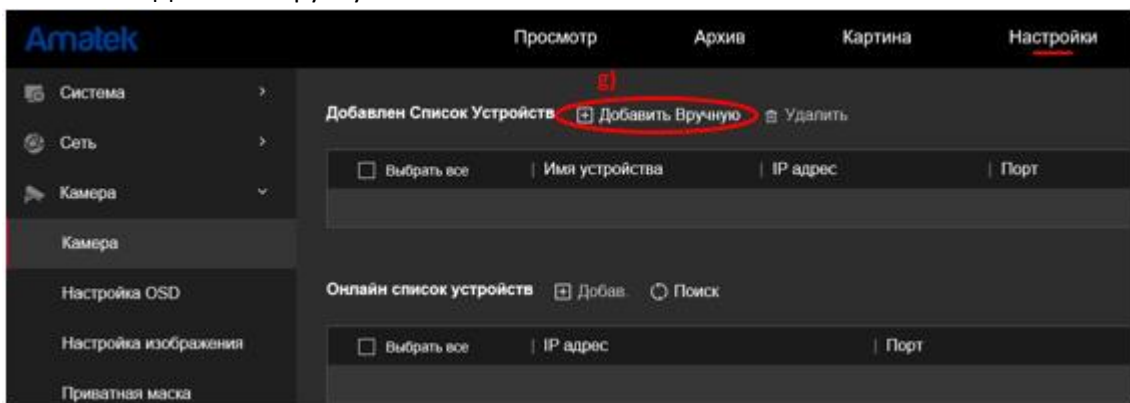 Amatek Просмотр Архив Картина Настройки
Система
g)
Добавлен Список Устройств Добавить Вручную Удалить
Сеть
Выбрать все | Имя устройства | IP адрес | Порт
Камера
Камера
Настройка OSD
Онлайн список устройств Добав. Поиск
Настройка изображения
Выбрать все | IP адрес | Порт
Приватная маска